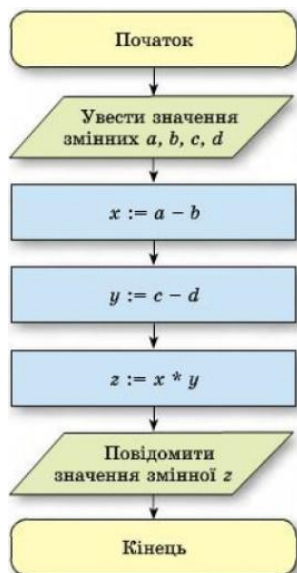 Початок
Увести значення
змінних a, b, c, d
x := a – b
y := c – d
z := x * y
Повідомити
значення змінної z
Кінець